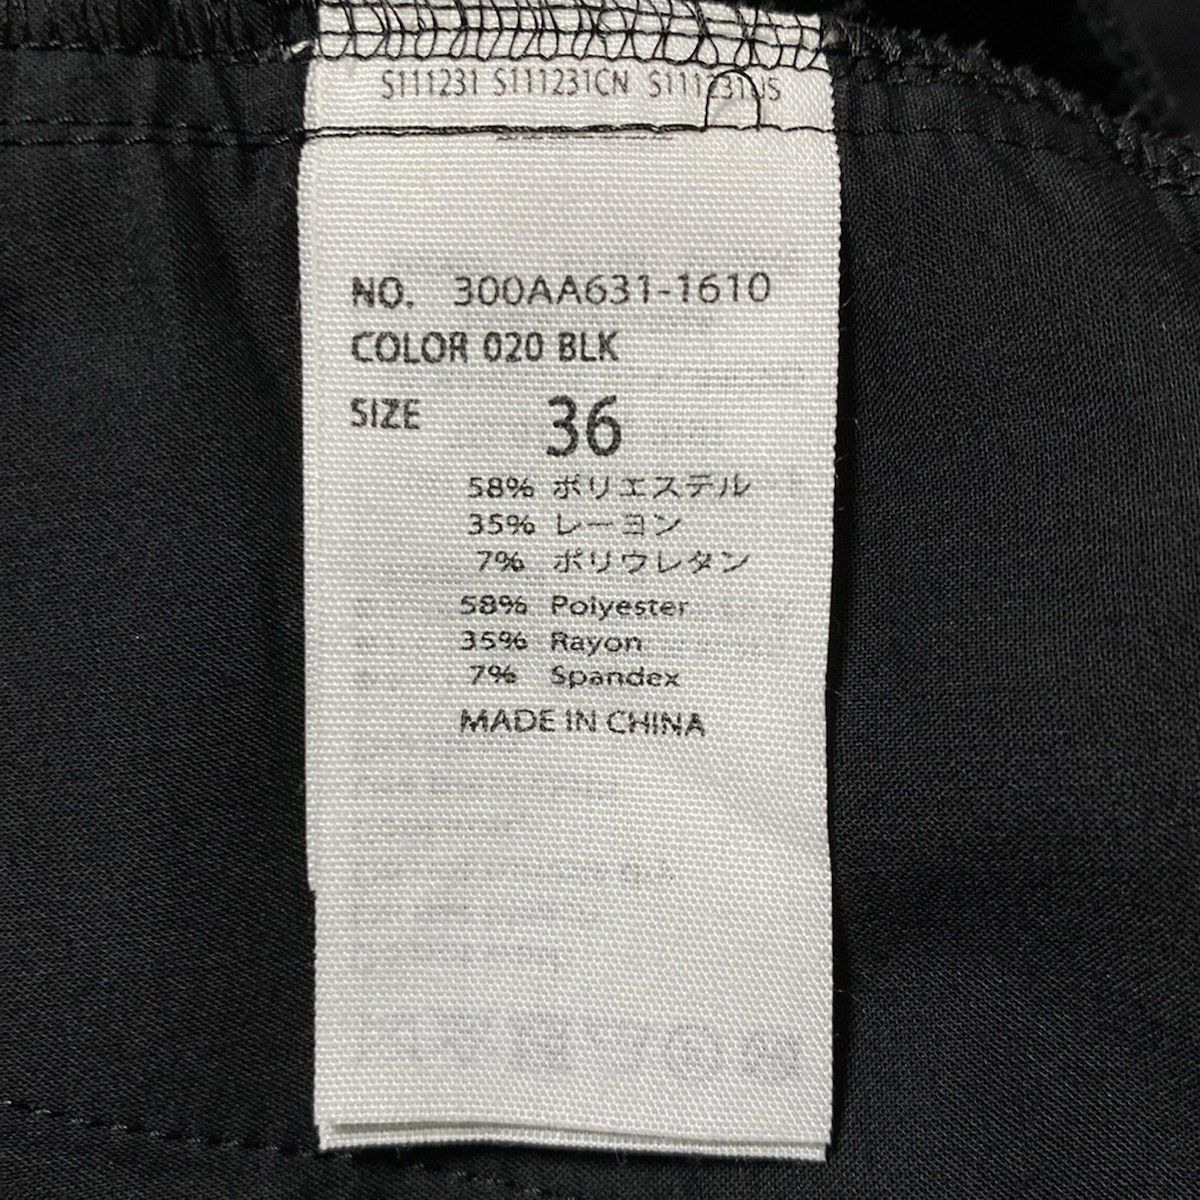 S111231 S111231CN S111231US
NO. 300AA631-1610
COLOR 020 BLK
SIZE 36
58% ポリエステル
35% レーヨン
7% ポリウレタン
58% Polyester
35% Rayon
7% Spandex
MADE IN CHINA